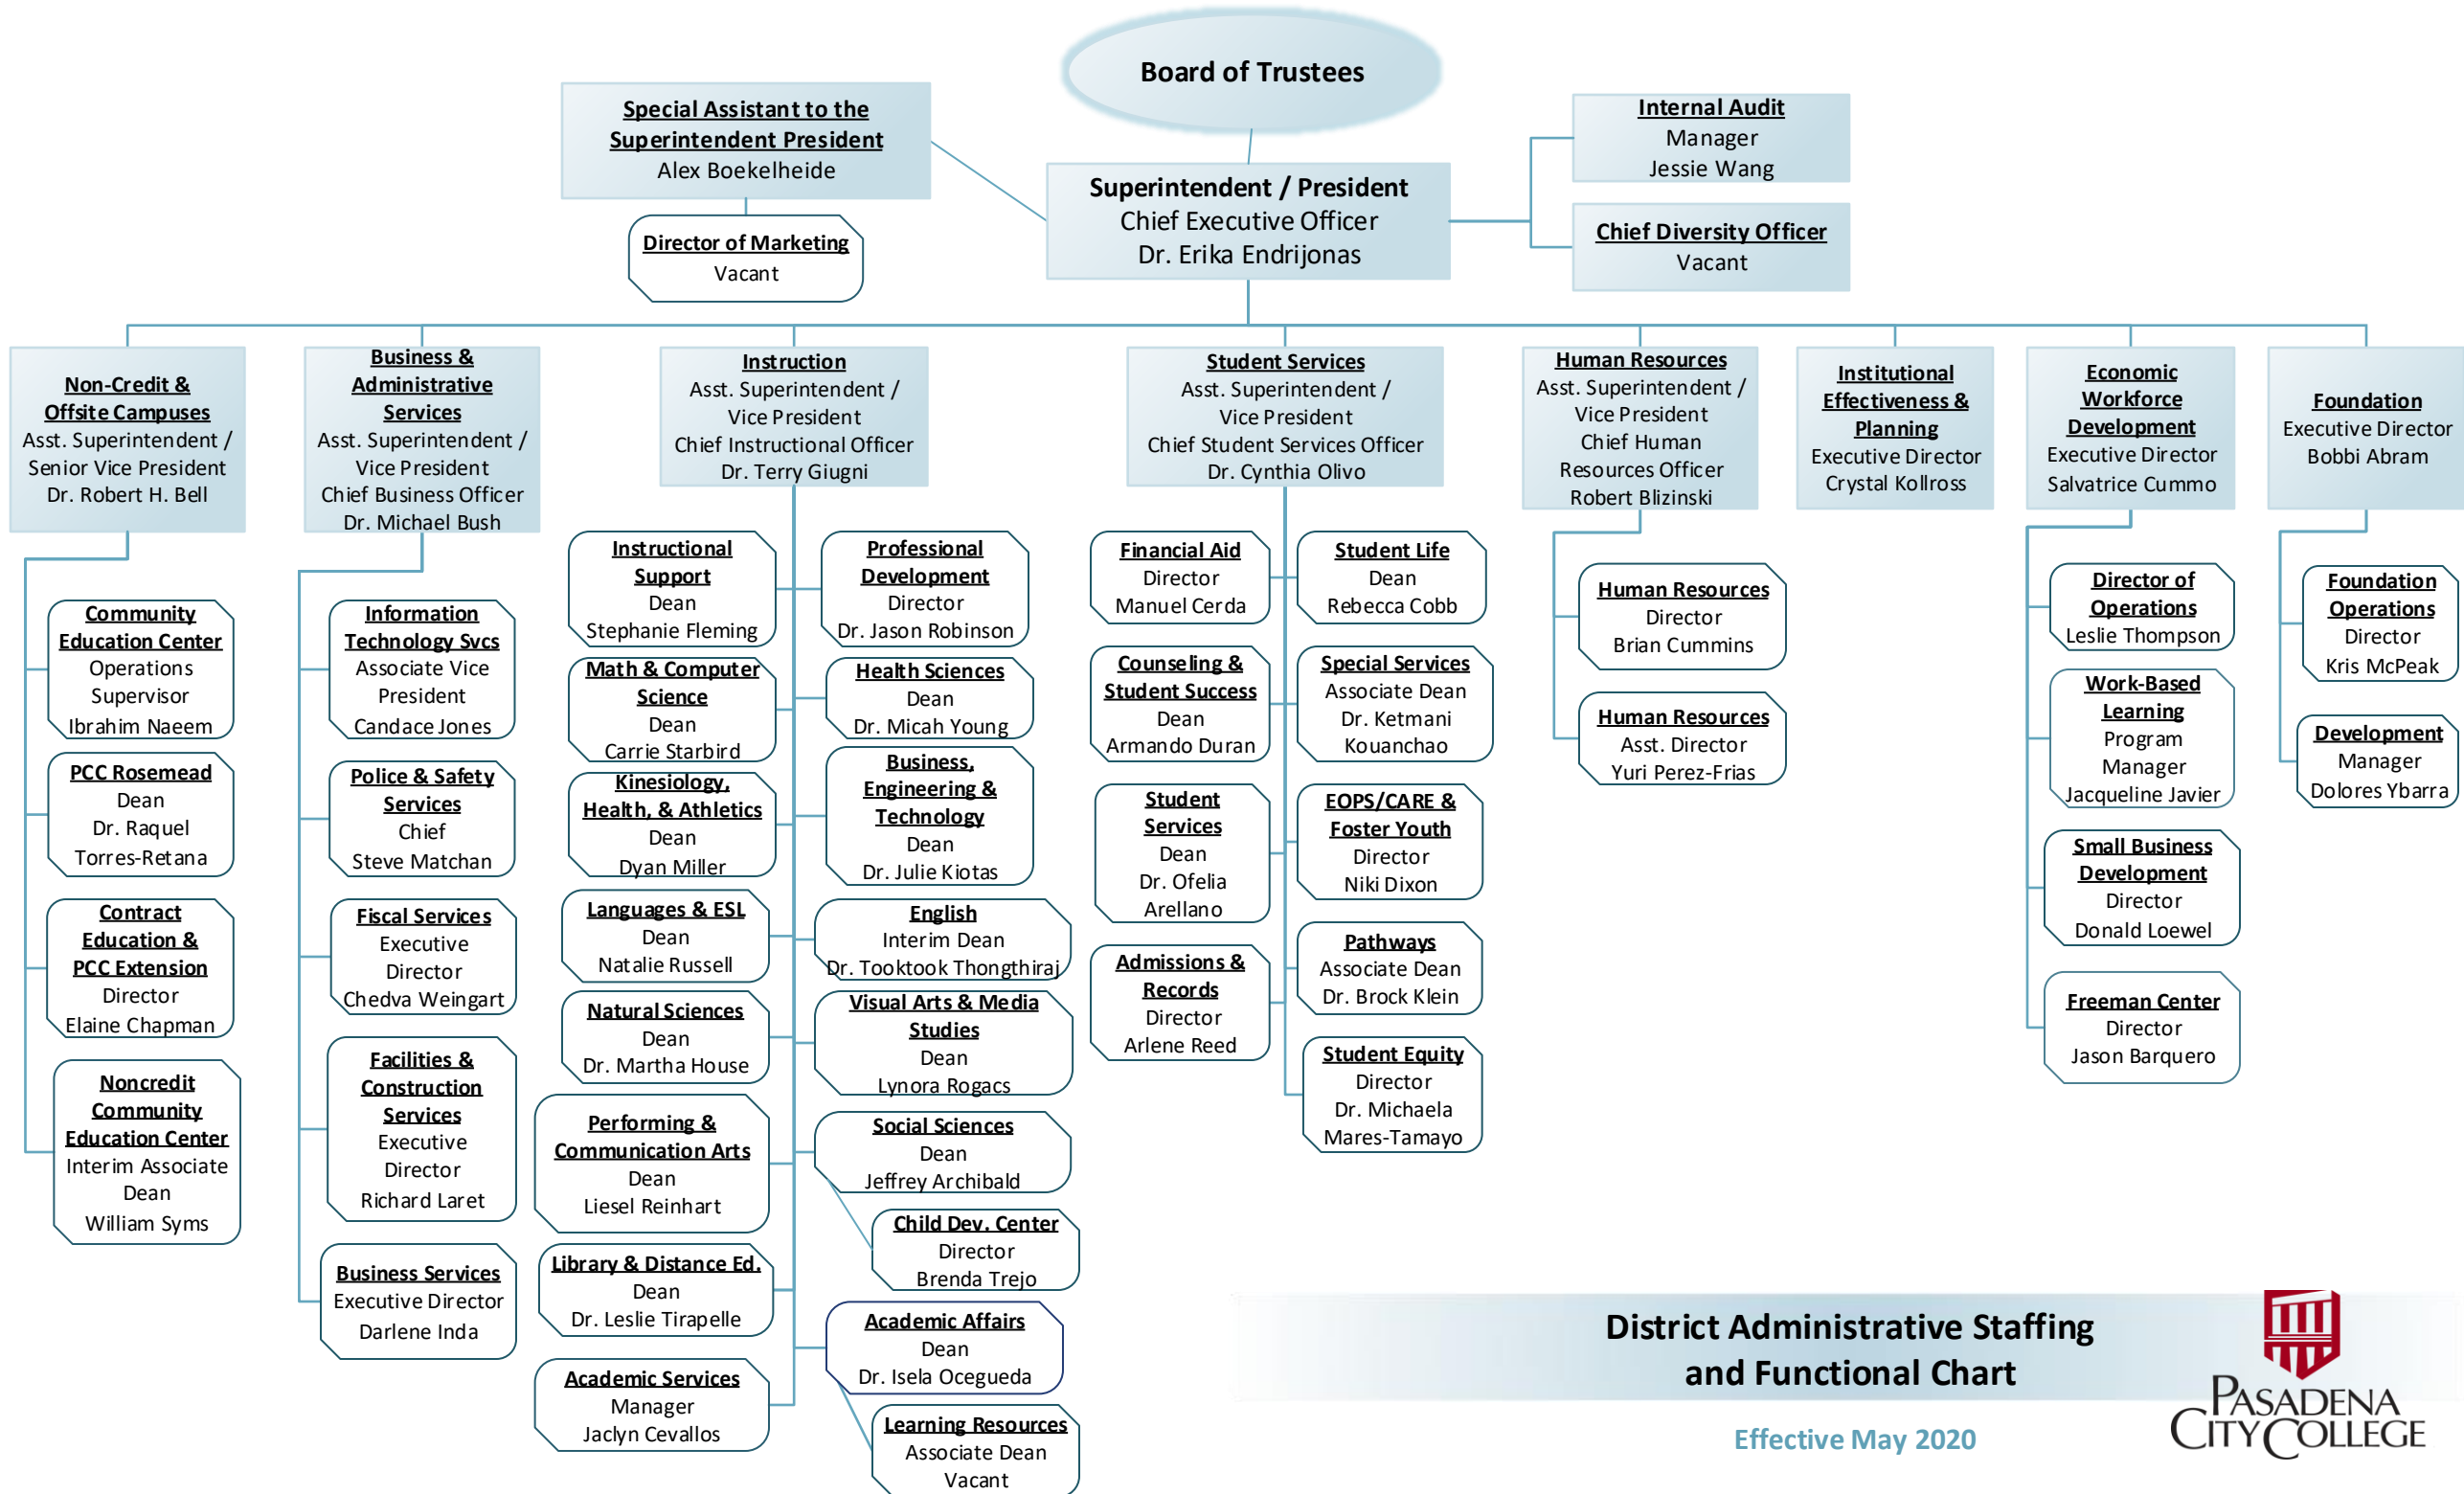 Board of Trustees
Special Assistant to the
Superintendent President
Alex Boekelheide
Director of Marketing
Vacant
Superintendent / President
Chief Executive Officer
Dr. Erika Endrijonas
Internal Audit
Manager
Jessie Wang
Chief Diversity Officer
Vacant
Non-Credit &
Offsite Campuses
Asst. Superintendent /
Senior Vice President
Dr. Robert H. Bell
Community
Education Center
Operations
Supervisor
Ibrahim Naeem
PCC Rosemead
Dean
Dr. Raquel
Torres-Retana
Contract
Education &
PCC Extension
Director
Elaine Chapman
Noncredit
Community
Education Center
Interim Associate
Dean
William Syms
Business &
Administrative
Services
Asst. Superintendent /
Vice President
Chief Business Officer
Dr. Michael Bush
Information
Technology Svcs
Associate Vice
President
Candace Jones
Police & Safety
Services
Chief
Steve Matchan
Fiscal Services
Executive
Director
Chedva Weingart
Facilities &
Construction
Services
Executive
Director
Richard Laret
Business Services
Executive Director
Darlene Inda
Instruction
Asst. Superintendent /
Vice President
Chief Instructional Officer
Dr. Terry Giugni
Instructional
Support
Dean
Stephanie Fleming
Math & Computer
Science
Dean
Carrie Starbird
Kinesiology,
Health, & Athletics
Dean
Dyan Miller
Languages & ESL
Dean
Natalie Russell
Natural Sciences
Dean
Dr. Martha House
Performing &
Communication Arts
Dean
Liesel Reinhart
Library & Distance Ed.
Dean
Dr. Leslie Tirapelle
Academic Services
Manager
Jaclyn Cevallos
Professional
Development
Director
Dr. Jason Robinson
Health Sciences
Dean
Dr. Micah Young
Business,
Engineering &
Technology
Dean
Dr. Julie Kiotas
English
Interim Dean
Dr. Tooktook Thongthiraj
Visual Arts & Media
Studies
Dean
Lynora Rogacs
Social Sciences
Dean
Jeffrey Archibald
Child Dev. Center
Director
Brenda Trejo
Academic Affairs
Dean
Dr. Isela Ocegueda
Learning Resources
Associate Dean
Vacant
Student Services
Asst. Superintendent /
Vice President
Chief Student Services Officer
Dr. Cynthia Olivo
Financial Aid
Director
Manuel Cerda
Counseling &
Student Success
Dean
Armando Duran
Student
Services
Dean
Dr. Ofelia
Arellano
Admissions &
Records
Director
Arlene Reed
Student Life
Dean
Rebecca Cobb
Special Services
Associate Dean
Dr. Ketmani
Kouanchao
EOPS/CARE &
Foster Youth
Director
Niki Dixon
Pathways
Associate Dean
Dr. Brock Klein
Student Equity
Director
Dr. Michaela
Mares-Tamayo
Human Resources
Asst. Superintendent /
Vice President
Chief Human
Resources Officer
Robert Blizinski
Human Resources
Director
Brian Cummins
Human Resources
Asst. Director
Yuri Perez-Frias
Institutional
Effectiveness &
Planning
Executive Director
Crystal Kollross
Economic
Workforce
Development
Executive Director
Salvatrice Cummo
Director of
Operations
Leslie Thompson
Work-Based
Learning
Program
Manager
Jacqueline Javier
Small Business
Development
Director
Donald Loewel
Freeman Center
Director
Jason Barquero
Foundation
Executive Director
Bobbi Abram
Foundation
Operations
Director
Kris McPeak
Development
Manager
Dolores Ybarra
District Administrative Staffing
and Functional Chart
Effective May 2020
PASADENA
CITY COLLEGE